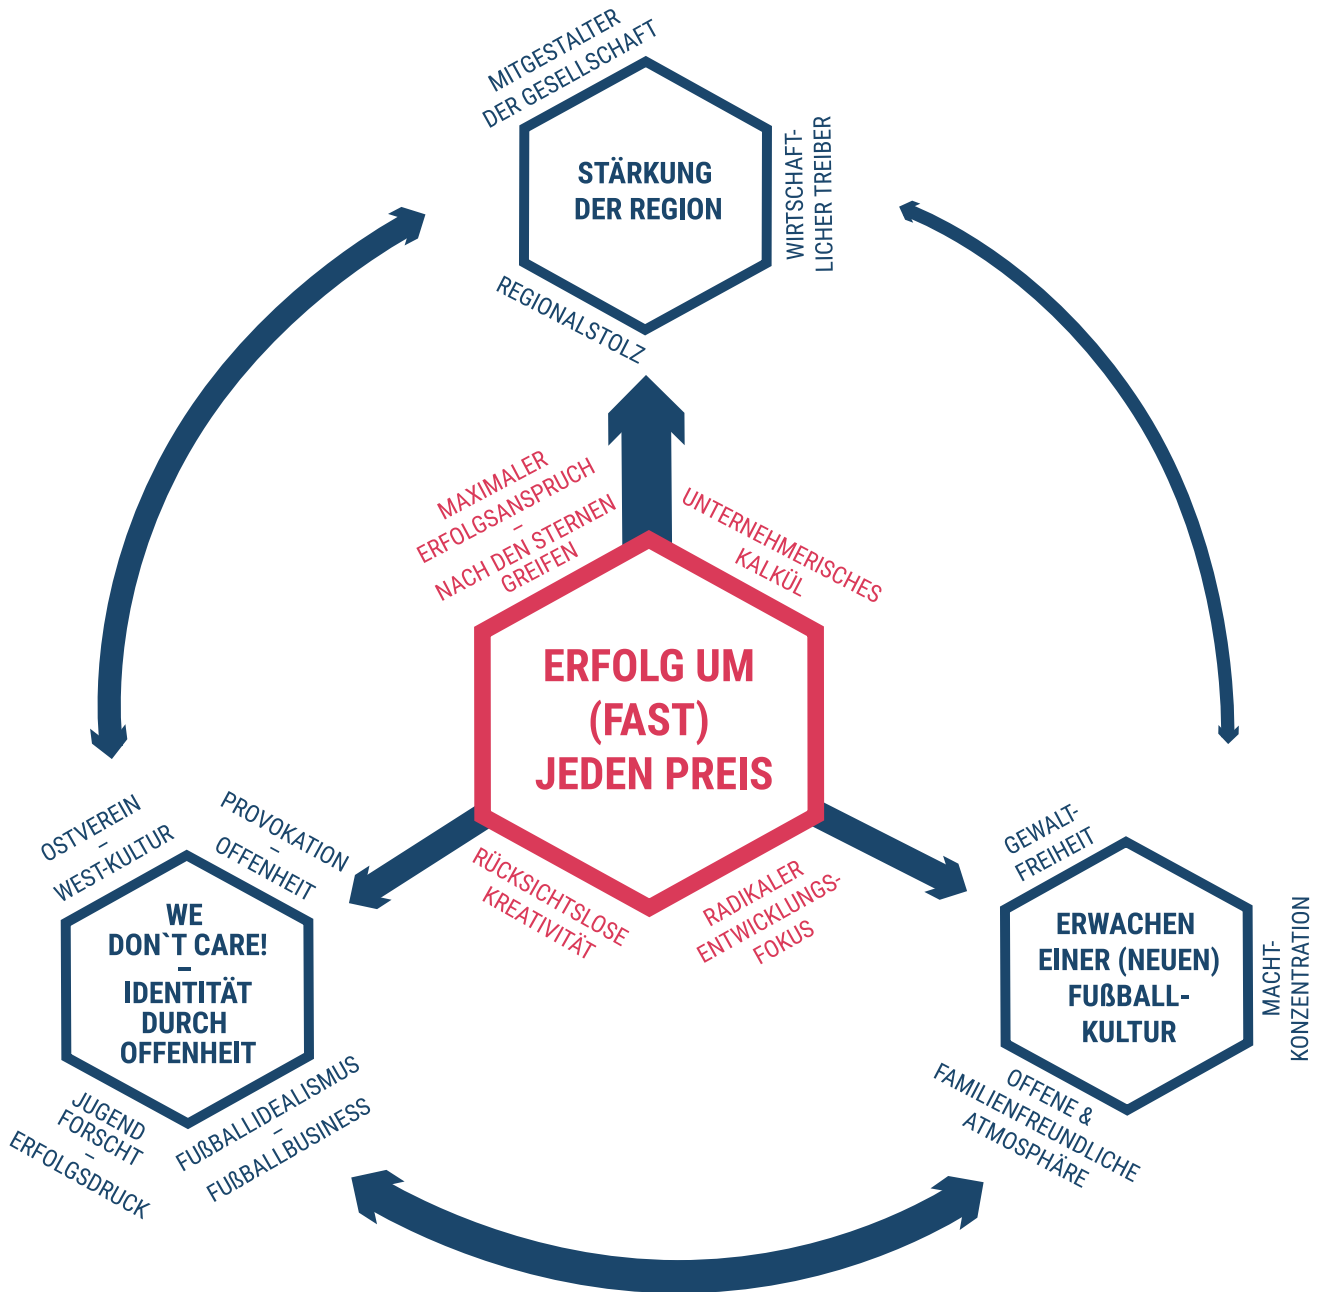 MITGESTALTER
DER GESELLSCHAFT
STÄRKUNG
DER REGION
WIRTSCHAFT-
LICHER TREIBER
REGIONALSTOLZ
MAXIMALER
ERFOLGSANSPRUCH
–
NACH DEN STERNEN
GREIFEN
UNTERNEHMERISCHES
KALKÜL
ERFOLG UM
(FAST)
JEDEN PREIS
RÜCKSICHTSLOSE
KREATIVITÄT
RADIKALER
ENTWICKLUNGS-
FOKUS
OSTVEREIN
–
WEST-KULTUR
PROVOKATION
–
OFFENHEIT
WE
DON`T CARE!
–
IDENTITÄT
DURCH
OFFENHEIT
JUGEND
FORSCHT
–
ERFOLGSDRUCK
FUßBALLIDEALISMUS
–
FUßBALLBUSINESS
GEWALT-
FREIHEIT
ERWACHEN
EINER (NEUEN)
FUßBALL-
KULTUR
MACHT-
KONZENTRATION
OFFENE &
FAMILIENFREUNDLICHE
ATMOSPHÄRE